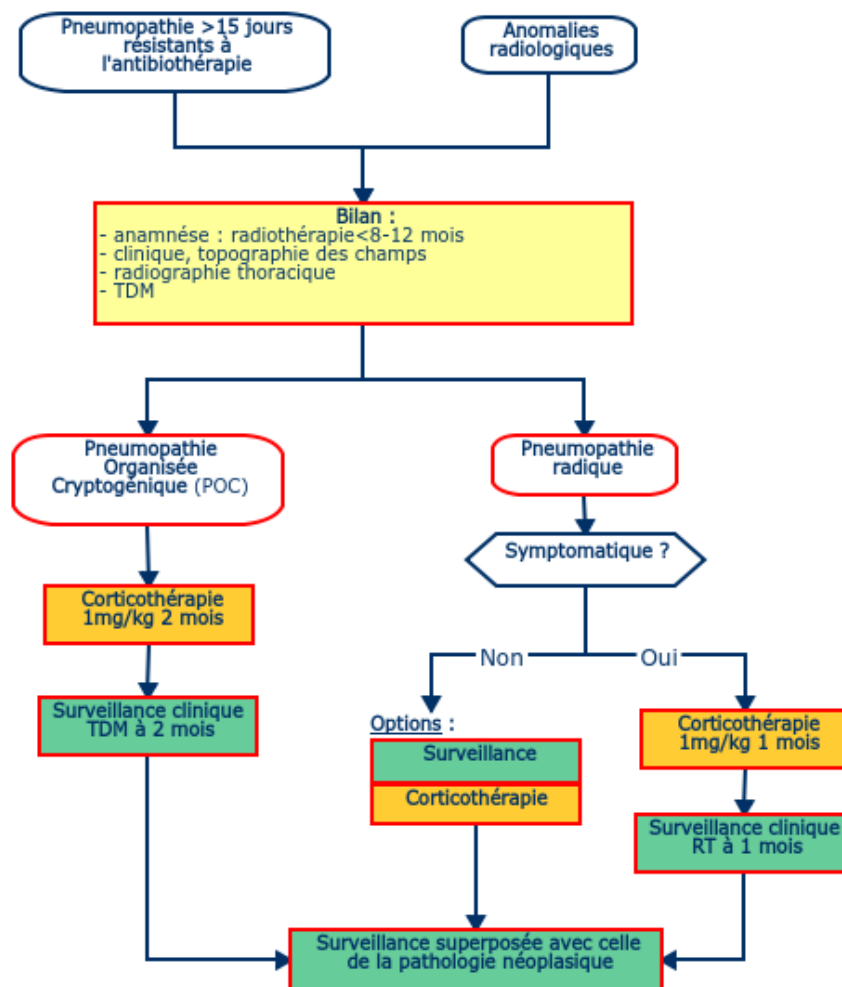 Pneumopathie >15 jours
résistants à
l'antibiothérapie
Anomalies
radiologiques
Bilan :
- anamnése : radiothérapie<8-12 mois
- clinique, topographie des champs
- radiographie thoracique
- TDM
Pneumopathie
Organisée
Cryptogénique (POC)
Pneumopathie
radique
Symptomatique ?
Corticothérapie
1mg/kg 2 mois
Non
Oui
Surveillance clinique
TDM à 2 mois
Options :
Surveillance
Corticothérapie
Corticothérapie
1mg/kg 1 mois
Surveillance clinique
RT à 1 mois
Surveillance superposée avec celle
de la pathologie néoplasique